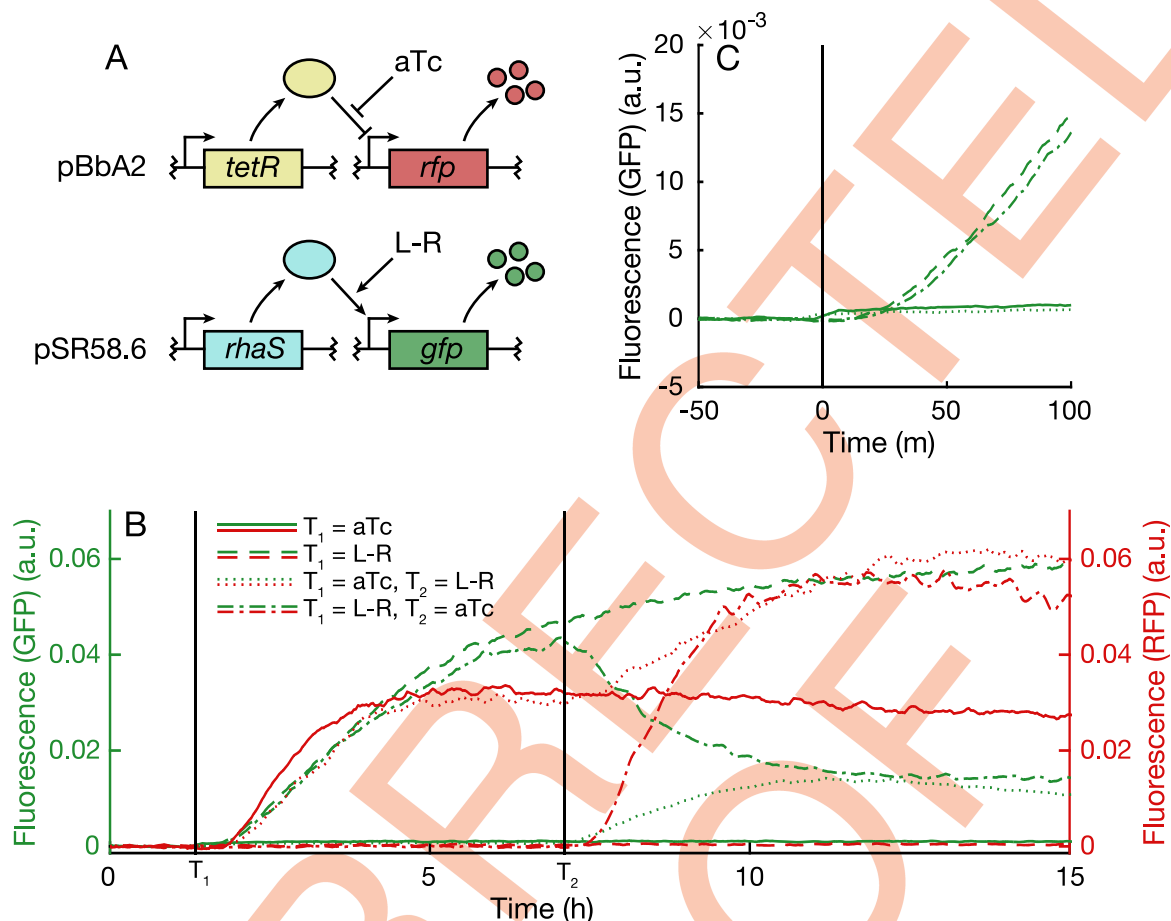 A
aTc
pBbA2
tetR
rfp
L-R
pSR58.6
rhaS
gfp
C
×10⁻³
20
15
10
5
0
-5
Fluorescence (GFP) (a.u.)
-50 0 50 100
Time (m)
B
T₁ = aTc
T₁ = L-R
T₁ = aTc, T₂ = L-R
T₁ = L-R, T₂ = aTc
Fluorescence (GFP) (a.u.)
0.06
0.04
0.02
0
Fluorescence (RFP) (a.u.)
0.06
0.04
0.02
0
0 T₁ 5 T₂ 10 15
Time (h)